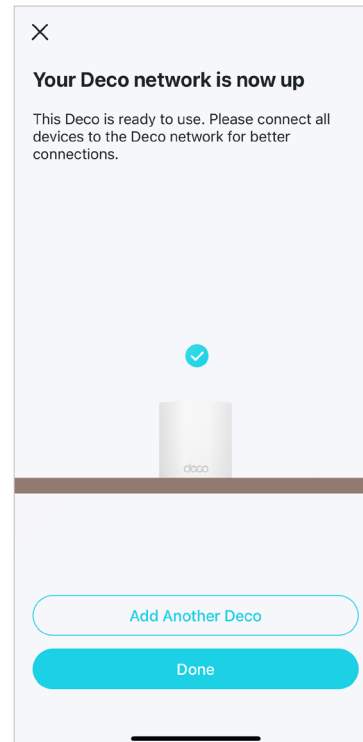 Your Deco network is now up
This Deco is ready to use. Please connect all
devices to the Deco network for better
connections.
deco
Add Another Deco
Done